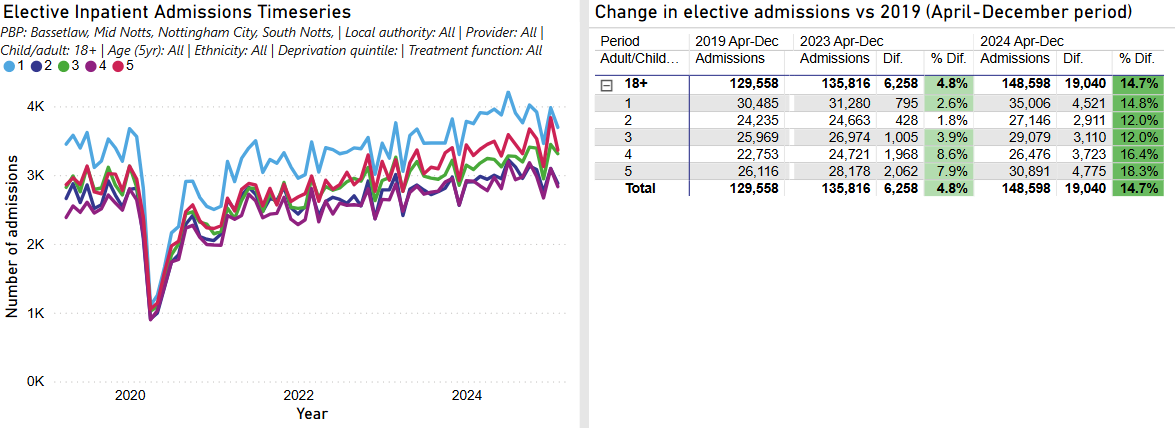 Elective Inpatient Admissions Timeseries
PBP: Bassetlaw, Mid Notts, Nottingham City, South Notts, | Local authority: All | Provider: All |
Child/adult: 18+ | Age (5yr): All | Ethnicity: All | Deprivation quintile: | Treatment function: All
1 2 3 4 5
4K
3K
2K
1K
0K
Number of admissions
2020 2022 2024
Year
Change in elective admissions vs 2019 (April-December period)
Period 2019 Apr-Dec 2023 Apr-Dec 2024 Apr-Dec
Adult/Child... Admissions Admissions Dif. % Dif. Admissions Dif. % Dif.
18+ 129,558 135,816 6,258 4.8% 148,598 19,040 14.7%
1 30,485 31,280 795 2.6% 35,006 4,521 14.8%
2 24,235 24,663 428 1.8% 27,146 2,911 12.0%
3 25,969 26,974 1,005 3.9% 29,079 3,110 12.0%
4 22,753 24,721 1,968 8.6% 26,476 3,723 16.4%
5 26,116 28,178 2,062 7.9% 30,891 4,775 18.3%
Total 129,558 135,816 6,258 4.8% 148,598 19,040 14.7%